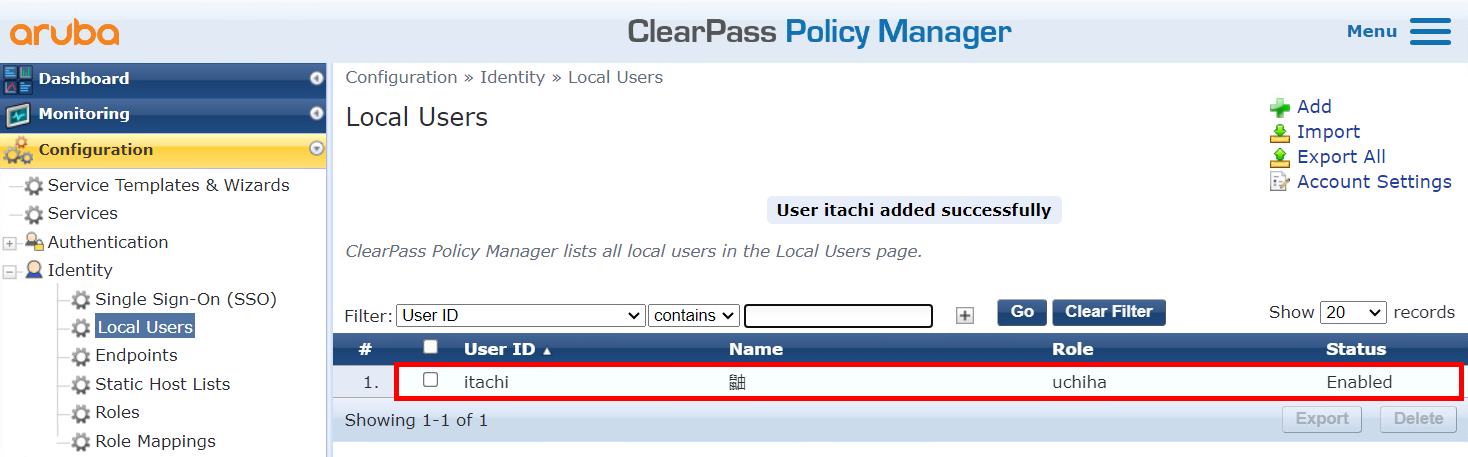 aruba
ClearPass Policy Manager
Menu
Dashboard
Monitoring
Configuration
Service Templates & Wizards
Services
Authentication
Identity
Single Sign-On (SSO)
Local Users
Endpoints
Static Host Lists
Roles
Role Mappings
Configuration » Identity » Local Users
Local Users
Add
Import
Export All
Account Settings
User itachi added successfully
ClearPass Policy Manager lists all local users in the Local Users page.
Filter: User ID contains Go Clear Filter Show 20 records
# User ID Name Role Status
1. itachi 鼬 uchiha Enabled
Showing 1-1 of 1 Export Delete